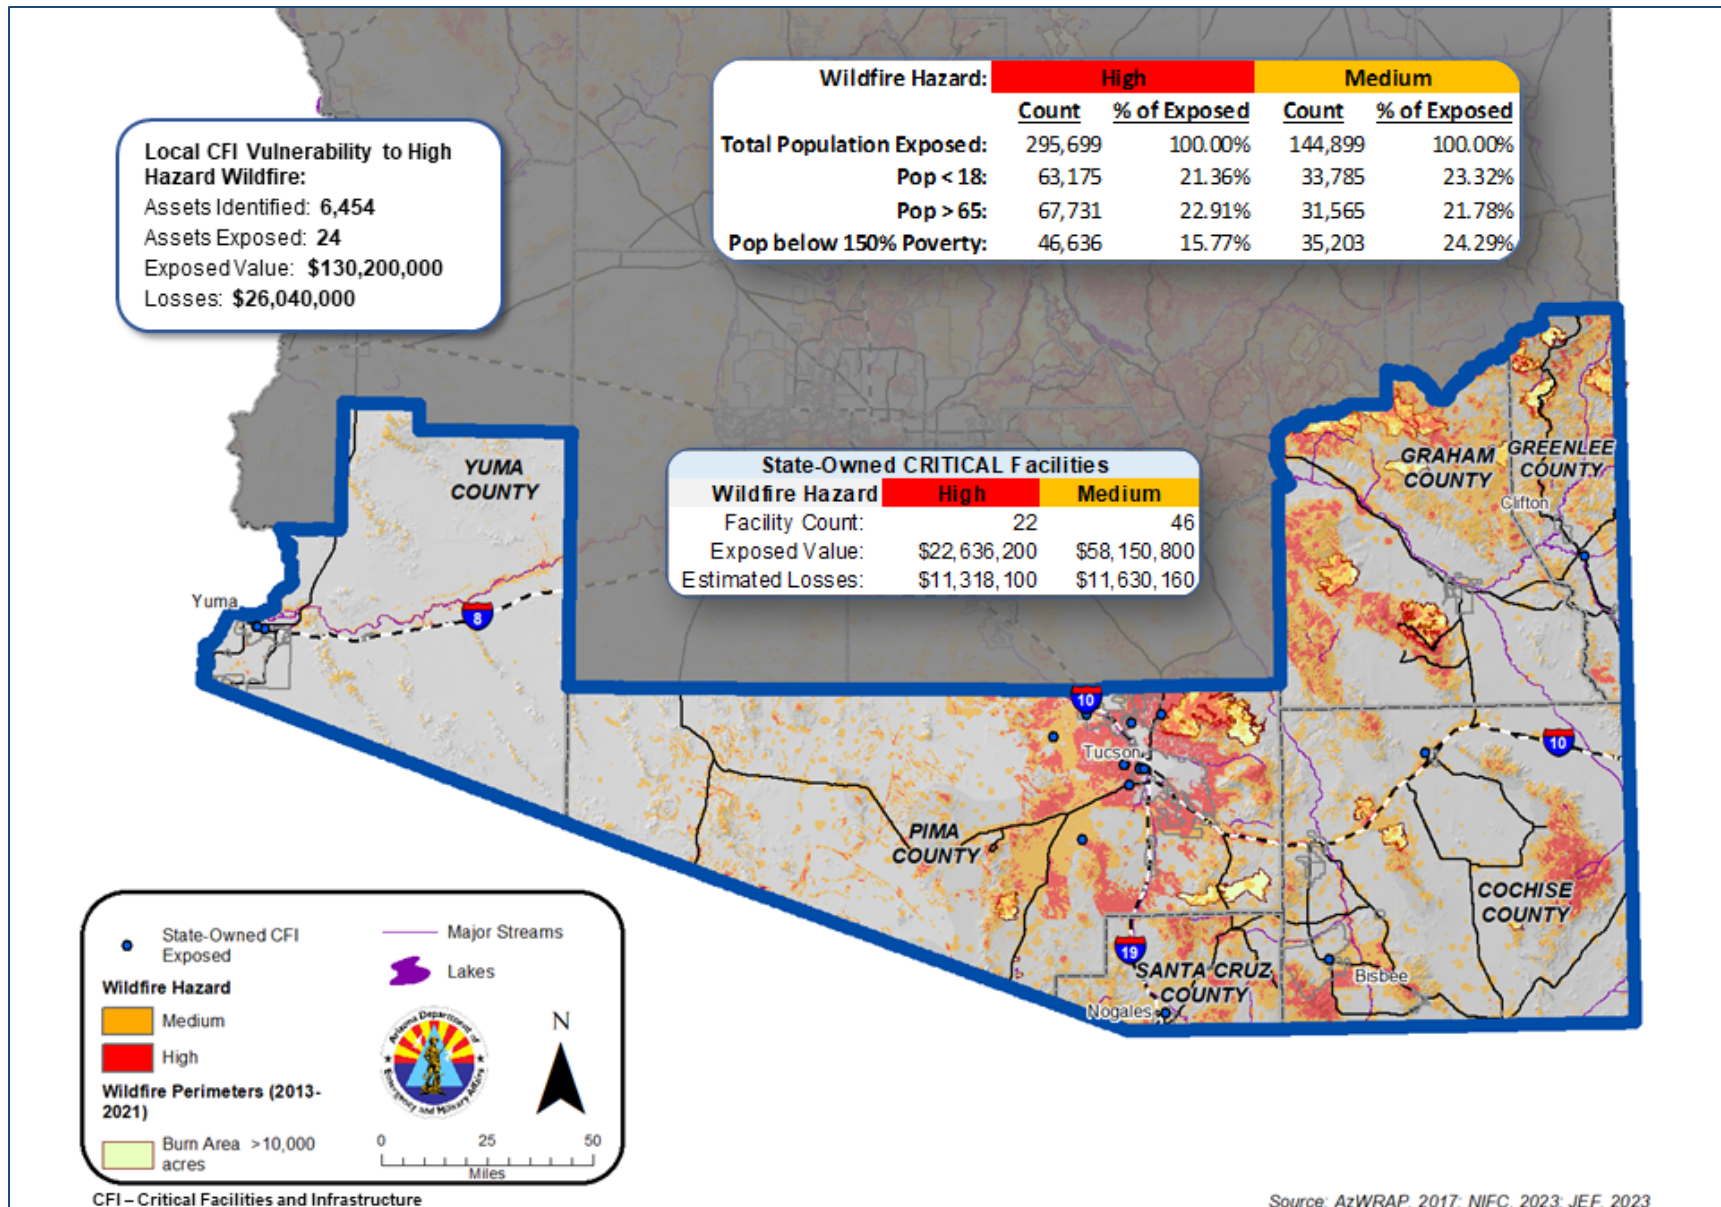 Wildfire Hazard: High Medium
Count % of Exposed Count % of Exposed
Total Population Exposed: 295,699 100.00% 144,899 100.00%
Pop < 18: 63,175 21.36% 33,785 23.32%
Pop > 65: 67,731 22.91% 31,565 21.78%
Pop below 150% Poverty: 46,636 15.77% 35,203 24.29%
Local CFI Vulnerability to High
Hazard Wildfire:
Assets Identified: 6,454
Assets Exposed: 24
Exposed Value: $130,200,000
Losses: $26,040,000
State-Owned CRITICAL Facilities
Wildfire Hazard High Medium
Facility Count: 22 46
Exposed Value: $22,636,200 $58,150,800
Estimated Losses: $11,318,100 $11,630,160
YUMA
COUNTY
GRAHAM
COUNTY
GREENLEE
COUNTY
Clifton
Yuma
8
10
Tucson
10
PIMA
COUNTY
COCHISE
COUNTY
19
SANTA CRUZ
COUNTY
Bisbee
Nogales
State-Owned CFI
Exposed
Major Streams
Lakes
Wildfire Hazard
Medium
High
Wildfire Perimeters (2013-
2021)
Burn Area >10,000
acres
Arizona Department of
Emergency and Military Affairs
N
0 25 50
Miles
CFI – Critical Facilities and Infrastructure
Source: AzWRAP, 2017; NIFC, 2023; JEF, 2023